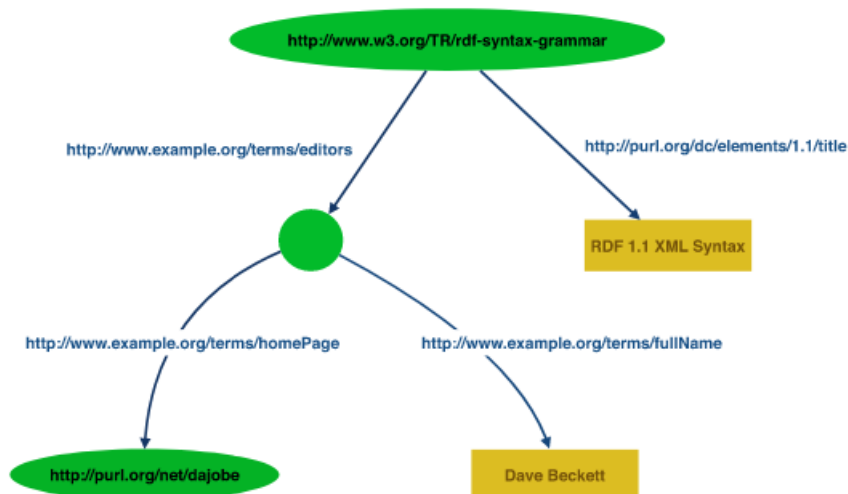 http://www.w3.org/TR/rdf-syntax-grammar
http://www.example.org/terms/editors
http://purl.org/dc/elements/1.1/title
RDF 1.1 XML Syntax
http://www.example.org/terms/homePage
http://www.example.org/terms/fullName
http://purl.org/net/dajobe
Dave Beckett